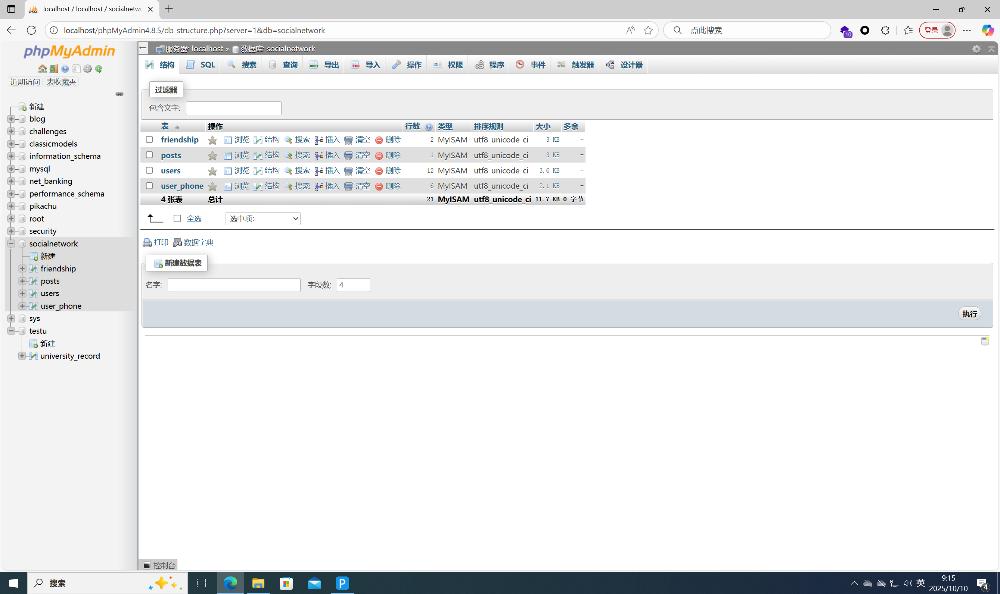 localhost / localhost / socialnetwo
localhost/phpMyAdmin4.8.5/db_structure.php?server=1&db=socialnetwork
点此搜索
10
登录
phpMyAdmin
近期访问 表收藏夹
新建
blog
challenges
classicmodels
information_schema
mysql
net_banking
performance_schema
pikachu
root
security
socialnetwork
新建
friendship
posts
users
user_phone
sys
testu
新建
university_record
服务器: localhost » 数据库: socialnetwork
结构 SQL 搜索 查询 导出 导入 操作 权限 程序 事件 触发器 设计器
过滤器
包含文字:
表 操作 行数 类型 排序规则 大小 多余
friendship 浏览 结构 搜索 插入 清空 删除 2 MyISAM utf8_unicode_ci 3 KB -
posts 浏览 结构 搜索 插入 清空 删除 1 MyISAM utf8_unicode_ci 3 KB -
users 浏览 结构 搜索 插入 清空 删除 12 MyISAM utf8_unicode_ci 3.6 KB -
user_phone 浏览 结构 搜索 插入 清空 删除 6 MyISAM utf8_unicode_ci 2.1 KB -
4 张表 总计 21 MyISAM utf8_unicode_ci 11.7 KB 0 字节
全选 选中项:
打印 数据字典
新建数据表
名字: 字段数: 4
执行
控制台
搜索
P
英
9:15
2025/10/10
4